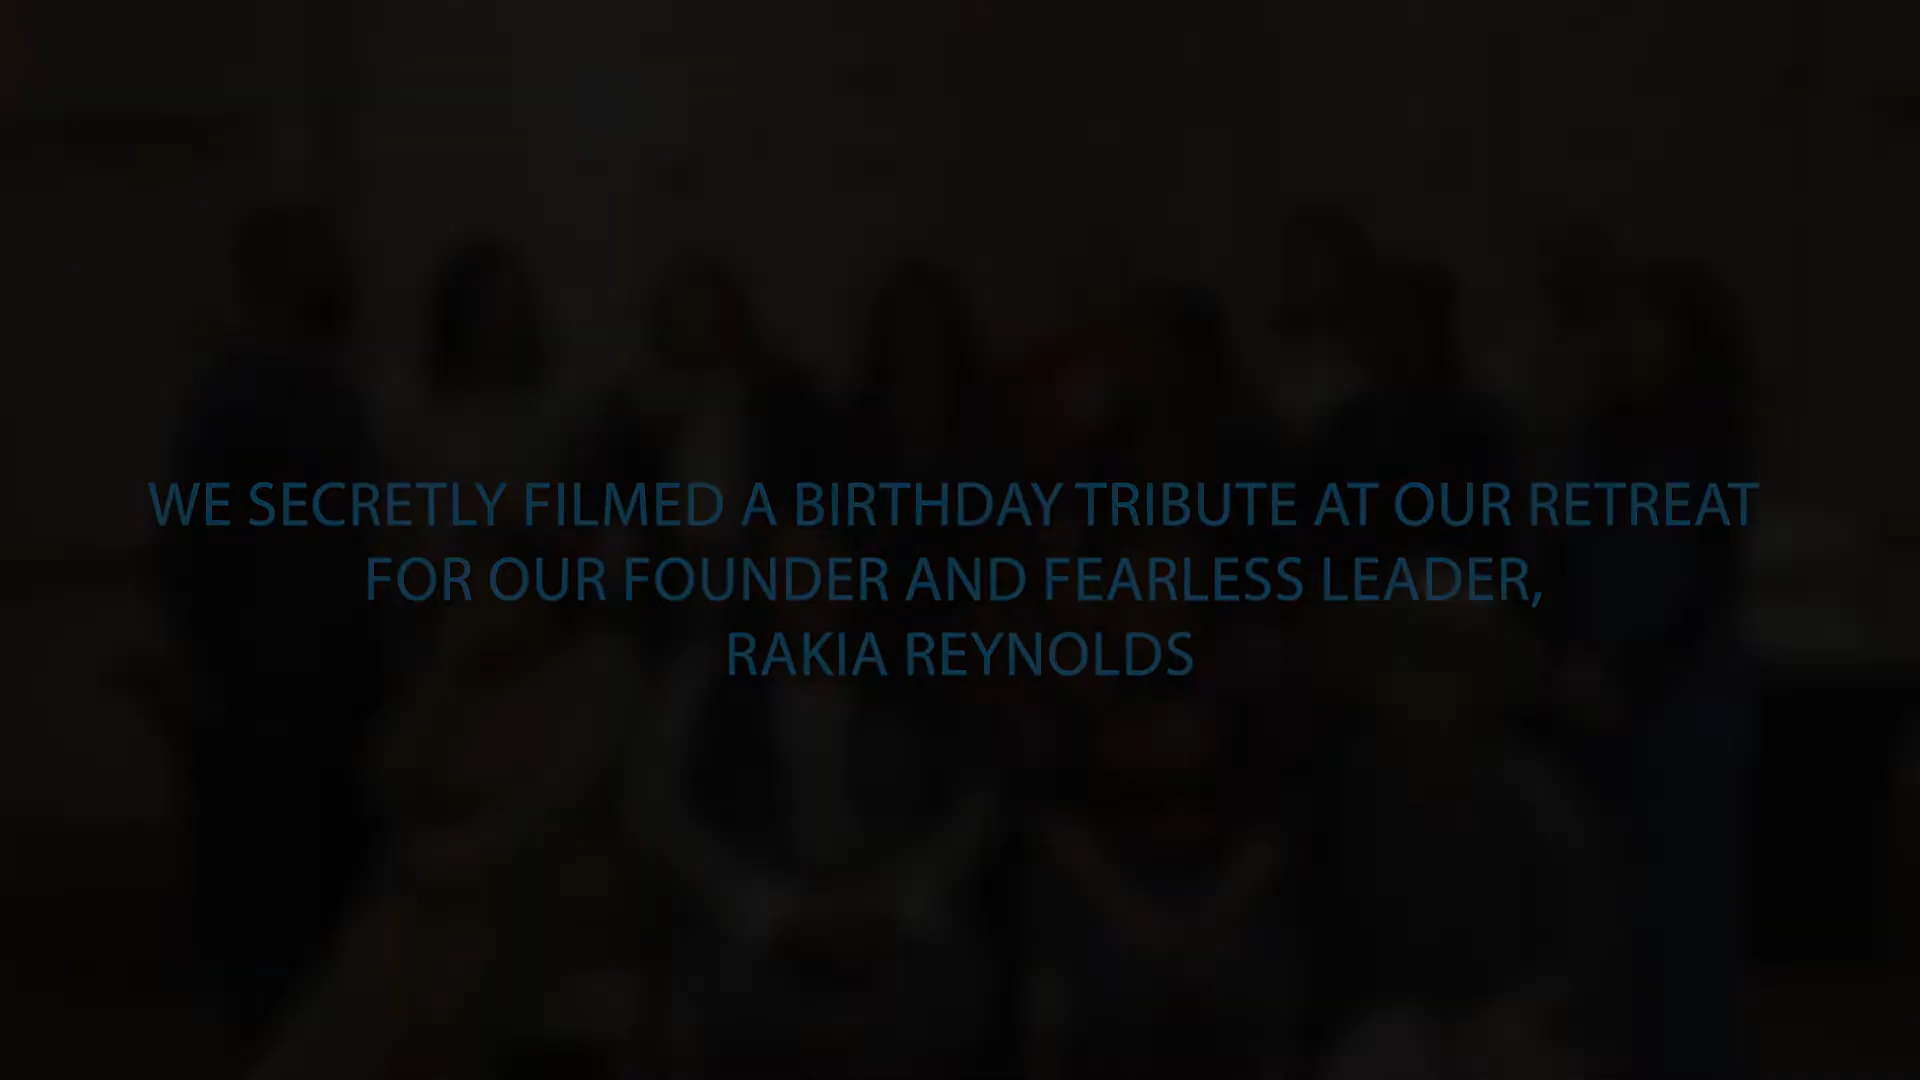 WE SECRETLY FILMED A BIRTHDAY TRIBUTE AT OUR RETREAT
FOR OUR FOUNDER AND FEARLESS LEADER,
RAKIA REYNOLDS